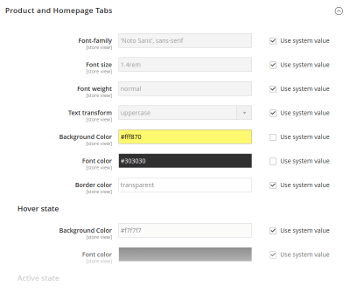 Product and Homepage Tabs
Font-family 'Noto Sans', sans-serif Use system value
[store view]
Font size 1.4rem Use system value
[store view]
Font weight normal Use system value
[store view]
Text transform uppercase Use system value
[store view]
Background Color #fff870 Use system value
[store view]
Font color #303030 Use system value
[store view]
Border color transparent Use system value
[store view]
Hover state
Background Color #f7f7f7 Use system value
[store view]
Font color Use system value
[store view]
Active state